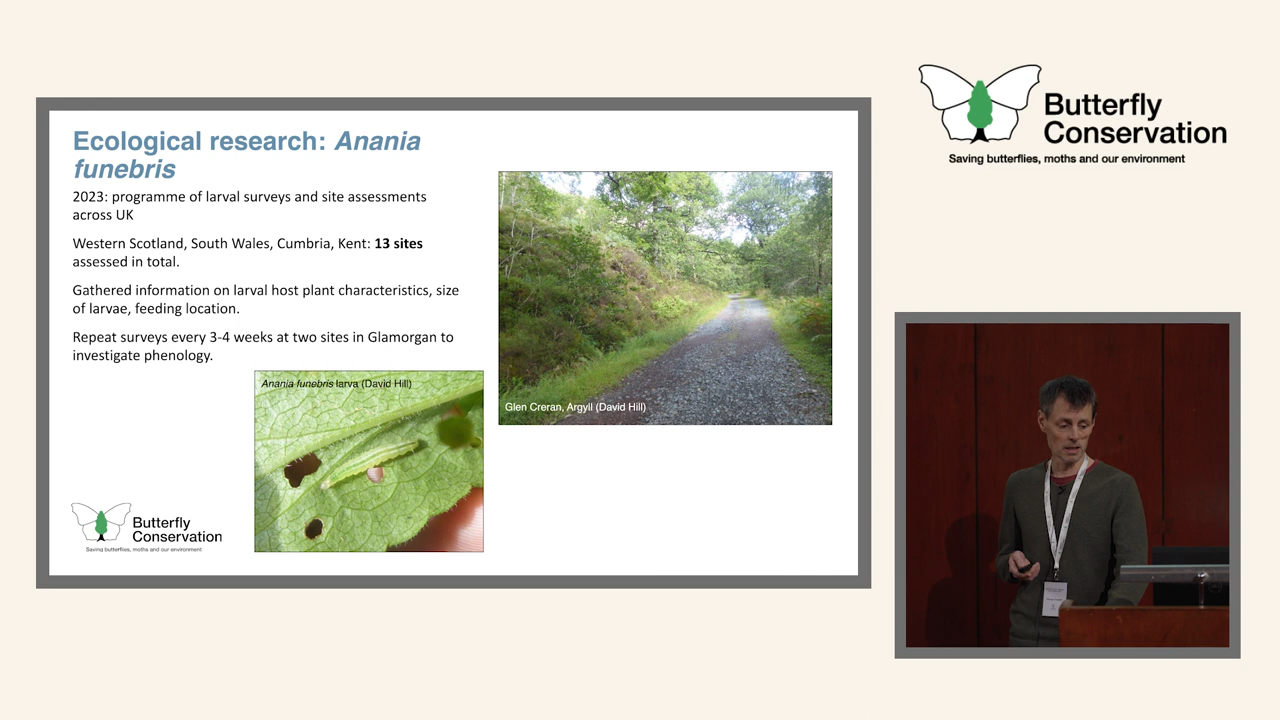 Ecological research: Anania
funebris
2023: programme of larval surveys and site assessments
across UK
Western Scotland, South Wales, Cumbria, Kent: 13 sites
assessed in total.
Gathered information on larval host plant characteristics, size
of larvae, feeding location.
Repeat surveys every 3-4 weeks at two sites in Glamorgan to
investigate phenology.
Anania funebris larva (David Hill)
Glen Creran, Argyll (David Hill)
Butterfly
Conservation
Saving butterflies, moths and our environment
Butterfly
Conservation
Saving butterflies, moths and our environment